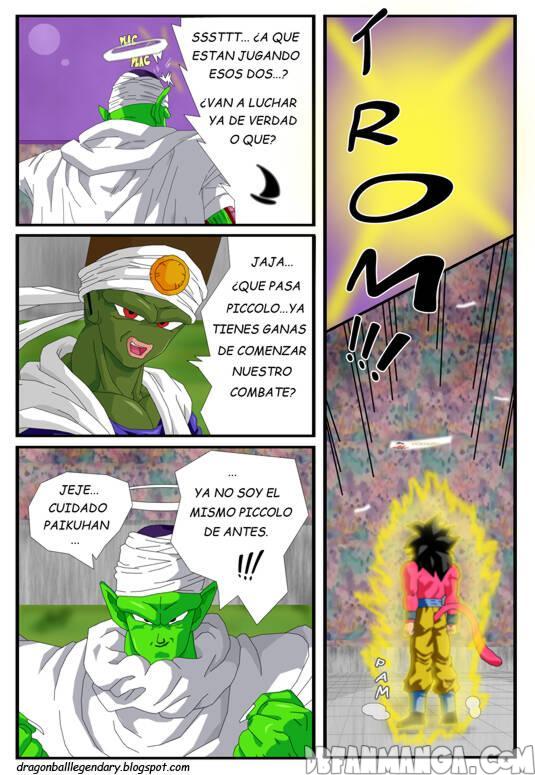 PLAC
PLAC
SSSTTT... ¿A QUE
ESTAN JUGANDO
ESOS DOS...?
¿VAN A LUCHAR
YA DE VERDAD
O QUE?
JAJA...
¿QUE PASA
PICCOLO...YA
TIENES GANAS
DE COMENZAR
NUESTRO
COMBATE?
JEJE...
CUIDADO
PAIKUHAN
...
...
YA NO SOY EL
MISMO PICCOLO
DE ANTES.
!!!
TROM!!!
PAM
dragonballlegendary.blogspot.com
DBFANMANGA.COM